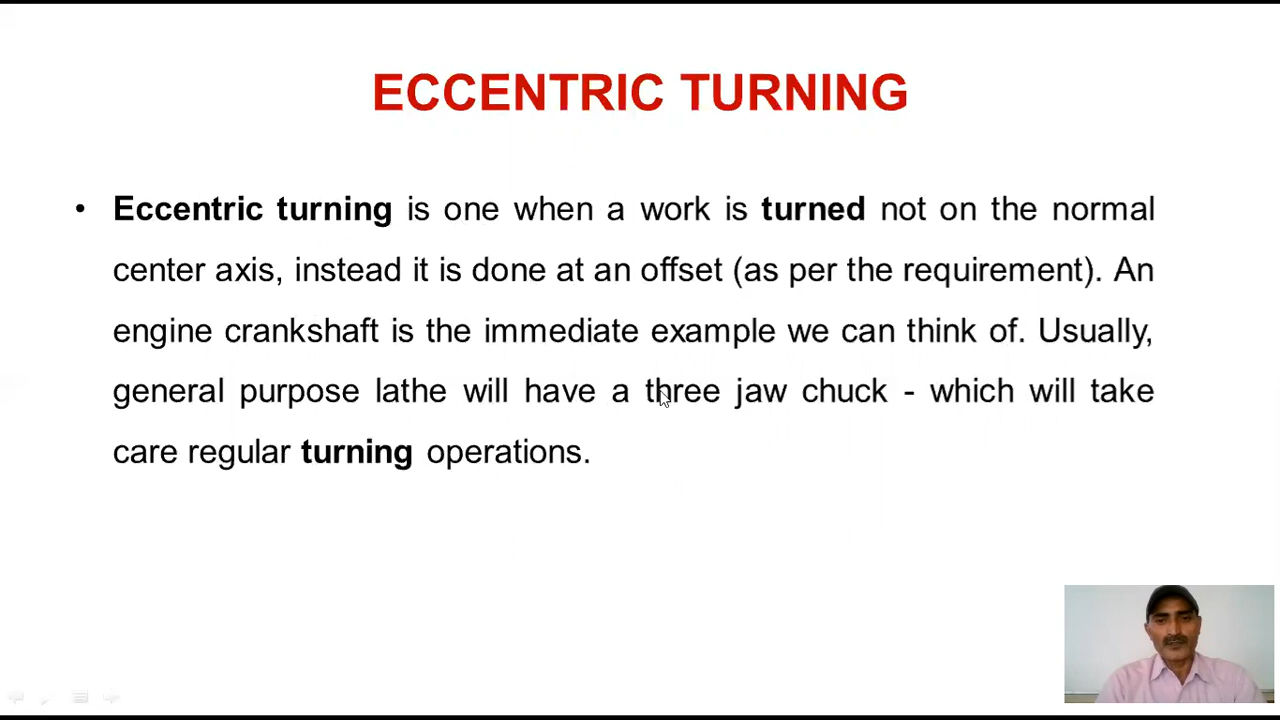 ECCENTRIC TURNING
• Eccentric turning is one when a work is turned not on the normal
center axis, instead it is done at an offset (as per the requirement). An
engine crankshaft is the immediate example we can think of. Usually,
general purpose lathe will have a three jaw chuck - which will take
care regular turning operations.